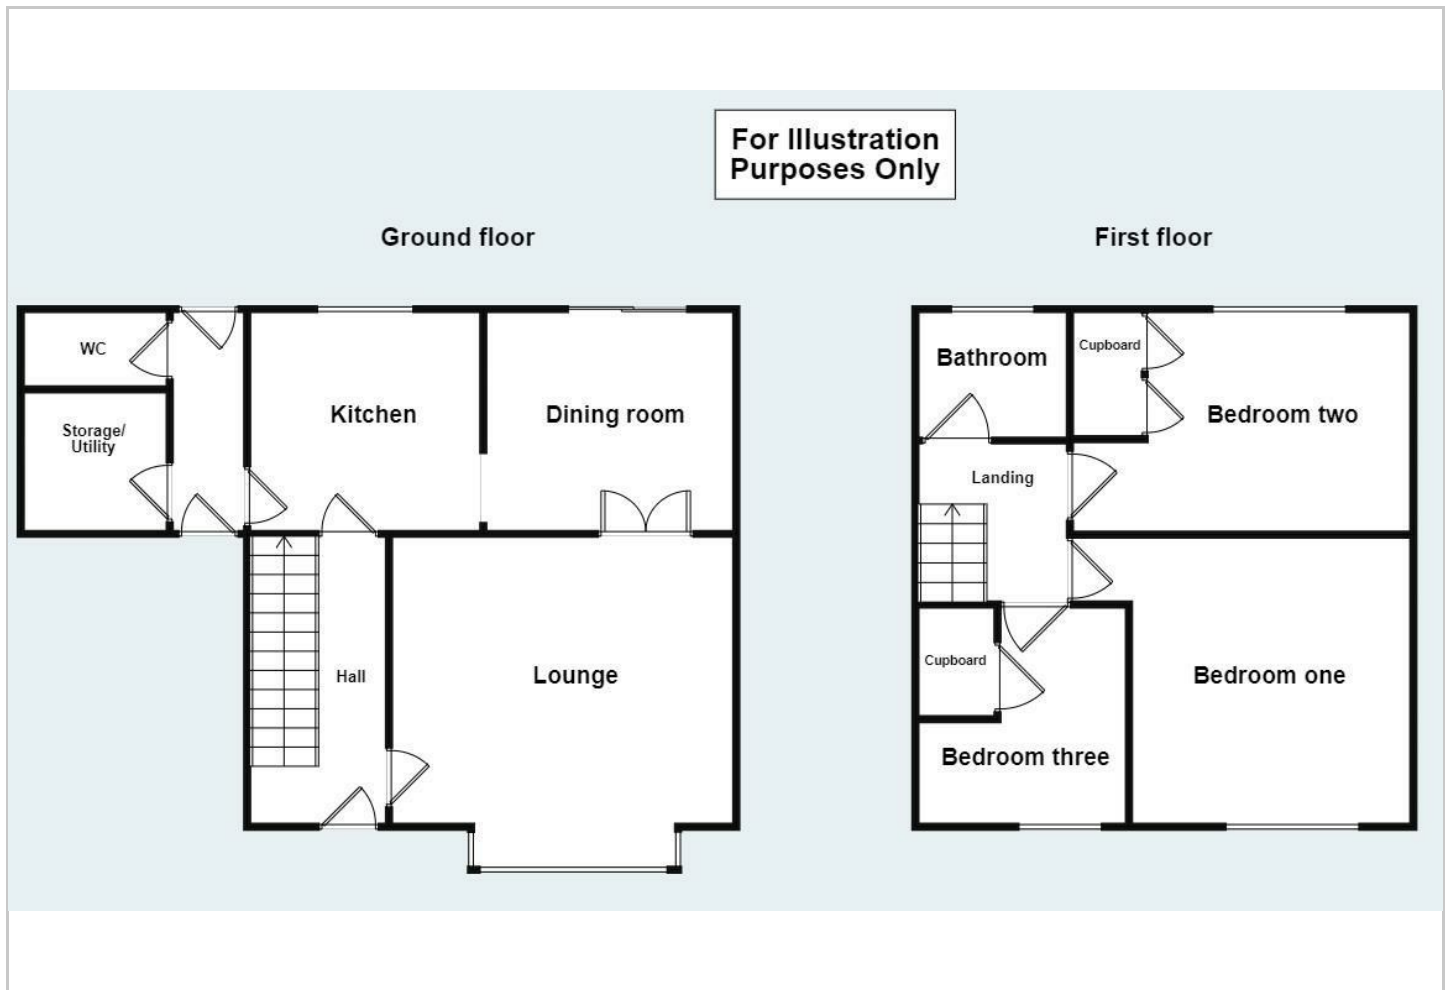 For Illustration
Purposes Only
Ground floor
First floor
WC
Storage/
Utility
Kitchen
Dining room
Hall
Lounge
Bathroom
Cupboard
Bedroom two
Landing
Cupboard
Bedroom one
Bedroom three